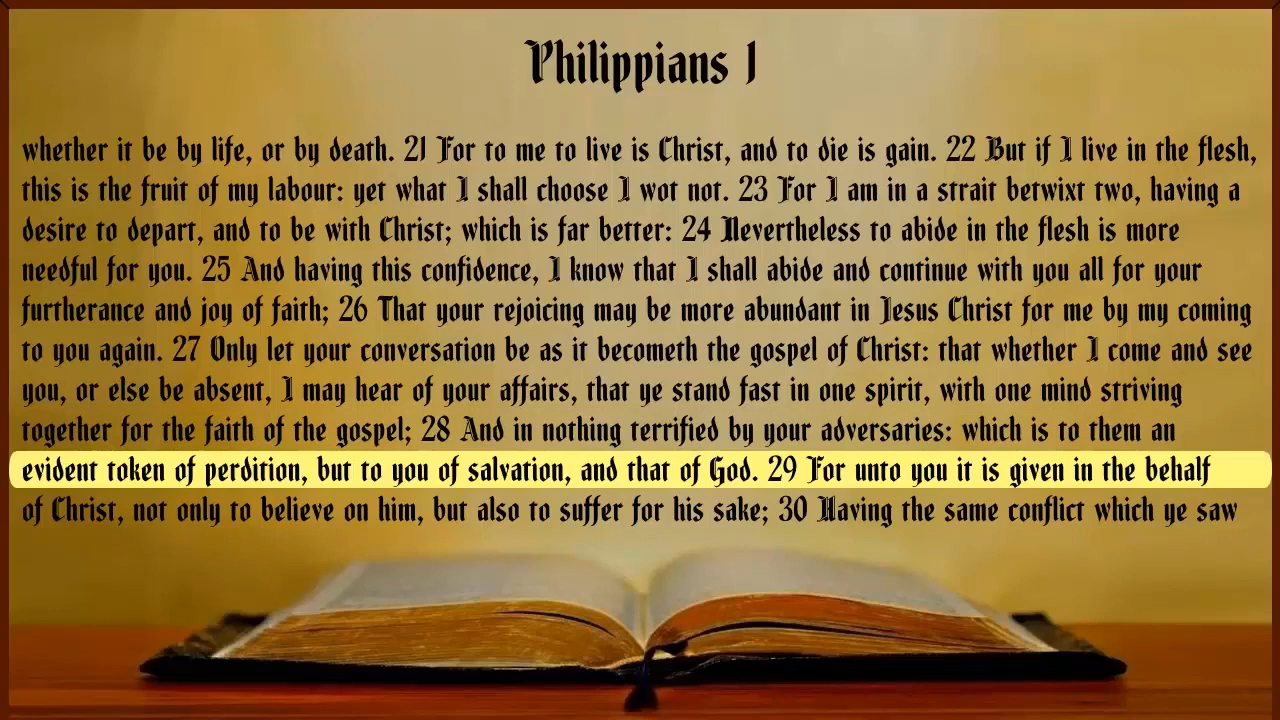 Philippians 1
whether it be by life, or by death. 21 For to me to live is Christ, and to die is gain. 22 But if I live in the flesh,
this is the fruit of my labour: yet what I shall choose I wot not. 23 For I am in a strait betwixt two, having a
desire to depart, and to be with Christ; which is far better: 24 Nevertheless to abide in the flesh is more
needful for you. 25 And having this confidence, I know that I shall abide and continue with you all for your
furtherance and joy of faith; 26 That your rejoicing may be more abundant in Jesus Christ for me by my coming
to you again. 27 Only let your conversation be as it becometh the gospel of Christ: that whether I come and see
you, or else be absent, I may hear of your affairs, that ye stand fast in one spirit, with one mind striving
together for the faith of the gospel; 28 And in nothing terrified by your adversaries: which is to them an
evident token of perdition, but to you of salvation, and that of God. 29 For unto you it is given in the behalf
of Christ, not only to believe on him, but also to suffer for his sake; 30 Having the same conflict which ye saw